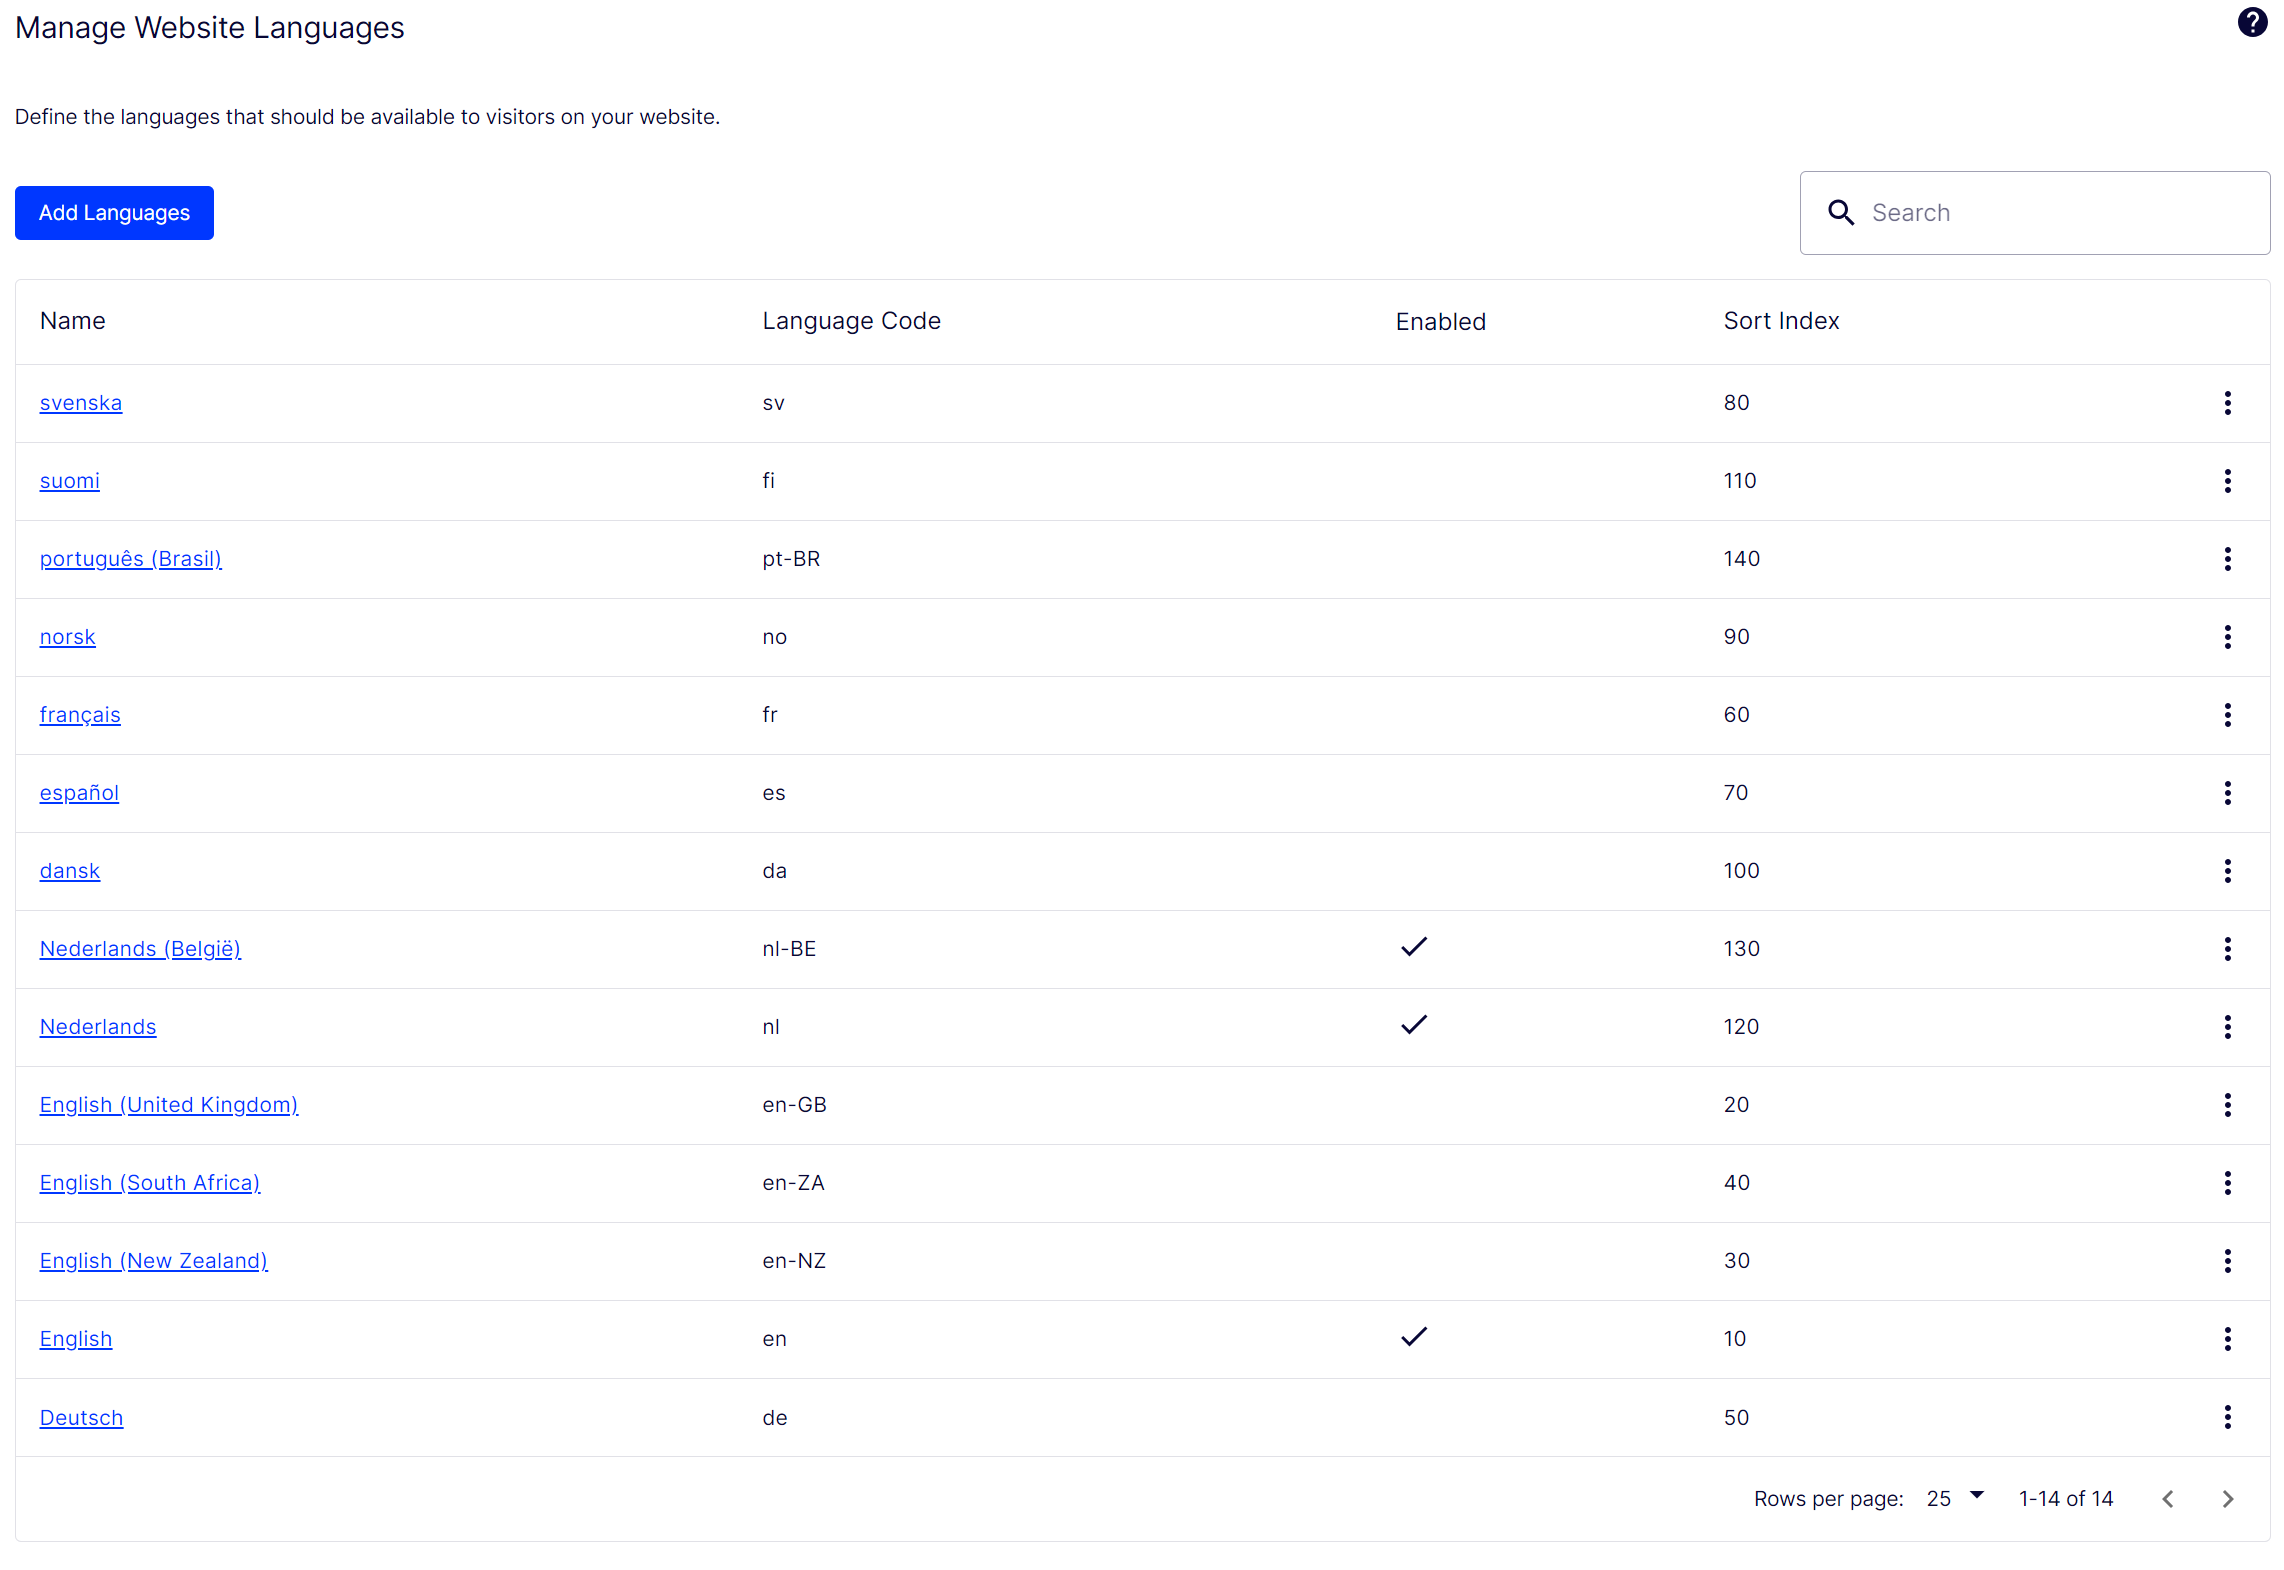 Manage Website Languages
Define the languages that should be available to visitors on your website.
Add Languages
Search
Name Language Code Enabled Sort Index
svenska sv 80
suomi fi 110
português (Brasil) pt-BR 140
norsk no 90
français fr 60
español es 70
dansk da 100
Nederlands (België) nl-BE 130
Nederlands nl 120
English (United Kingdom) en-GB 20
English (South Africa) en-ZA 40
English (New Zealand) en-NZ 30
English en 10
Deutsch de 50
Rows per page: 25 1-14 of 14